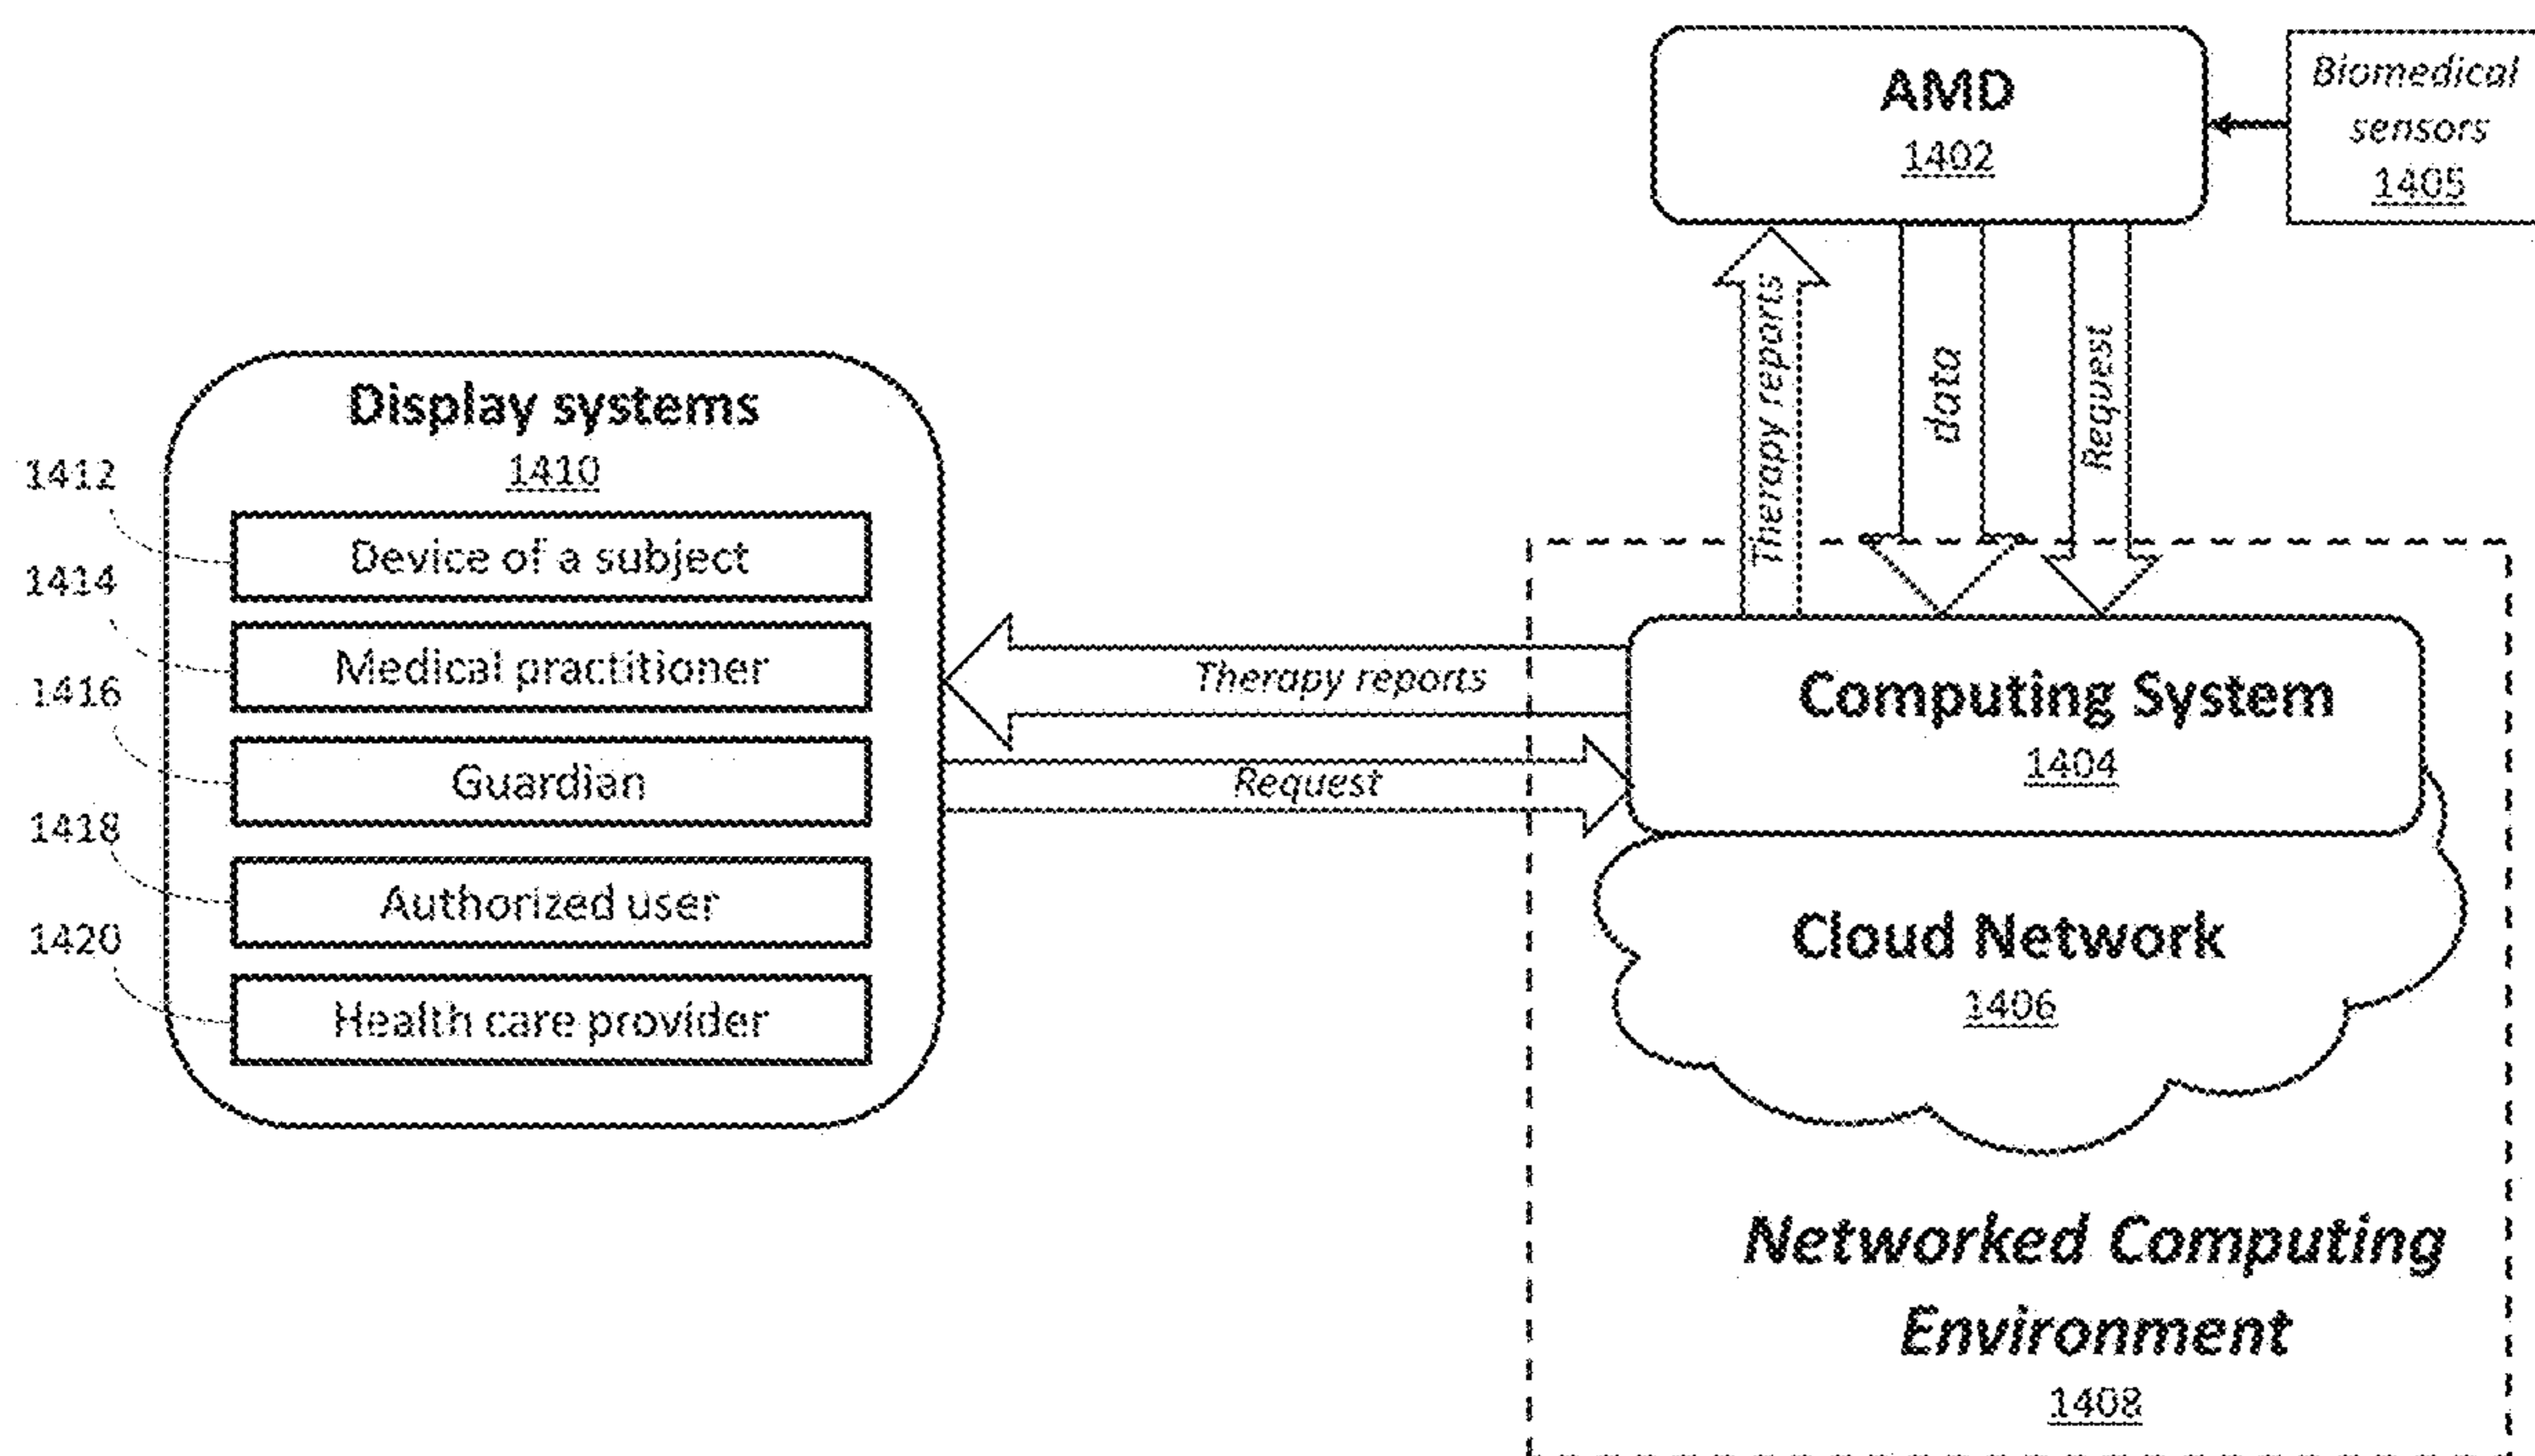 AMD
1402
Biomedical
sensors
1405
Therapy reports
data
Request
Display systems
1410
1412
Device of a subject
1414
Medical practitioner
1416
Guardian
1418
Authorized user
1420
Health care provider
Therapy reports
Request
Computing System
1404
Cloud Network
1406
Networked Computing
Environment
1408